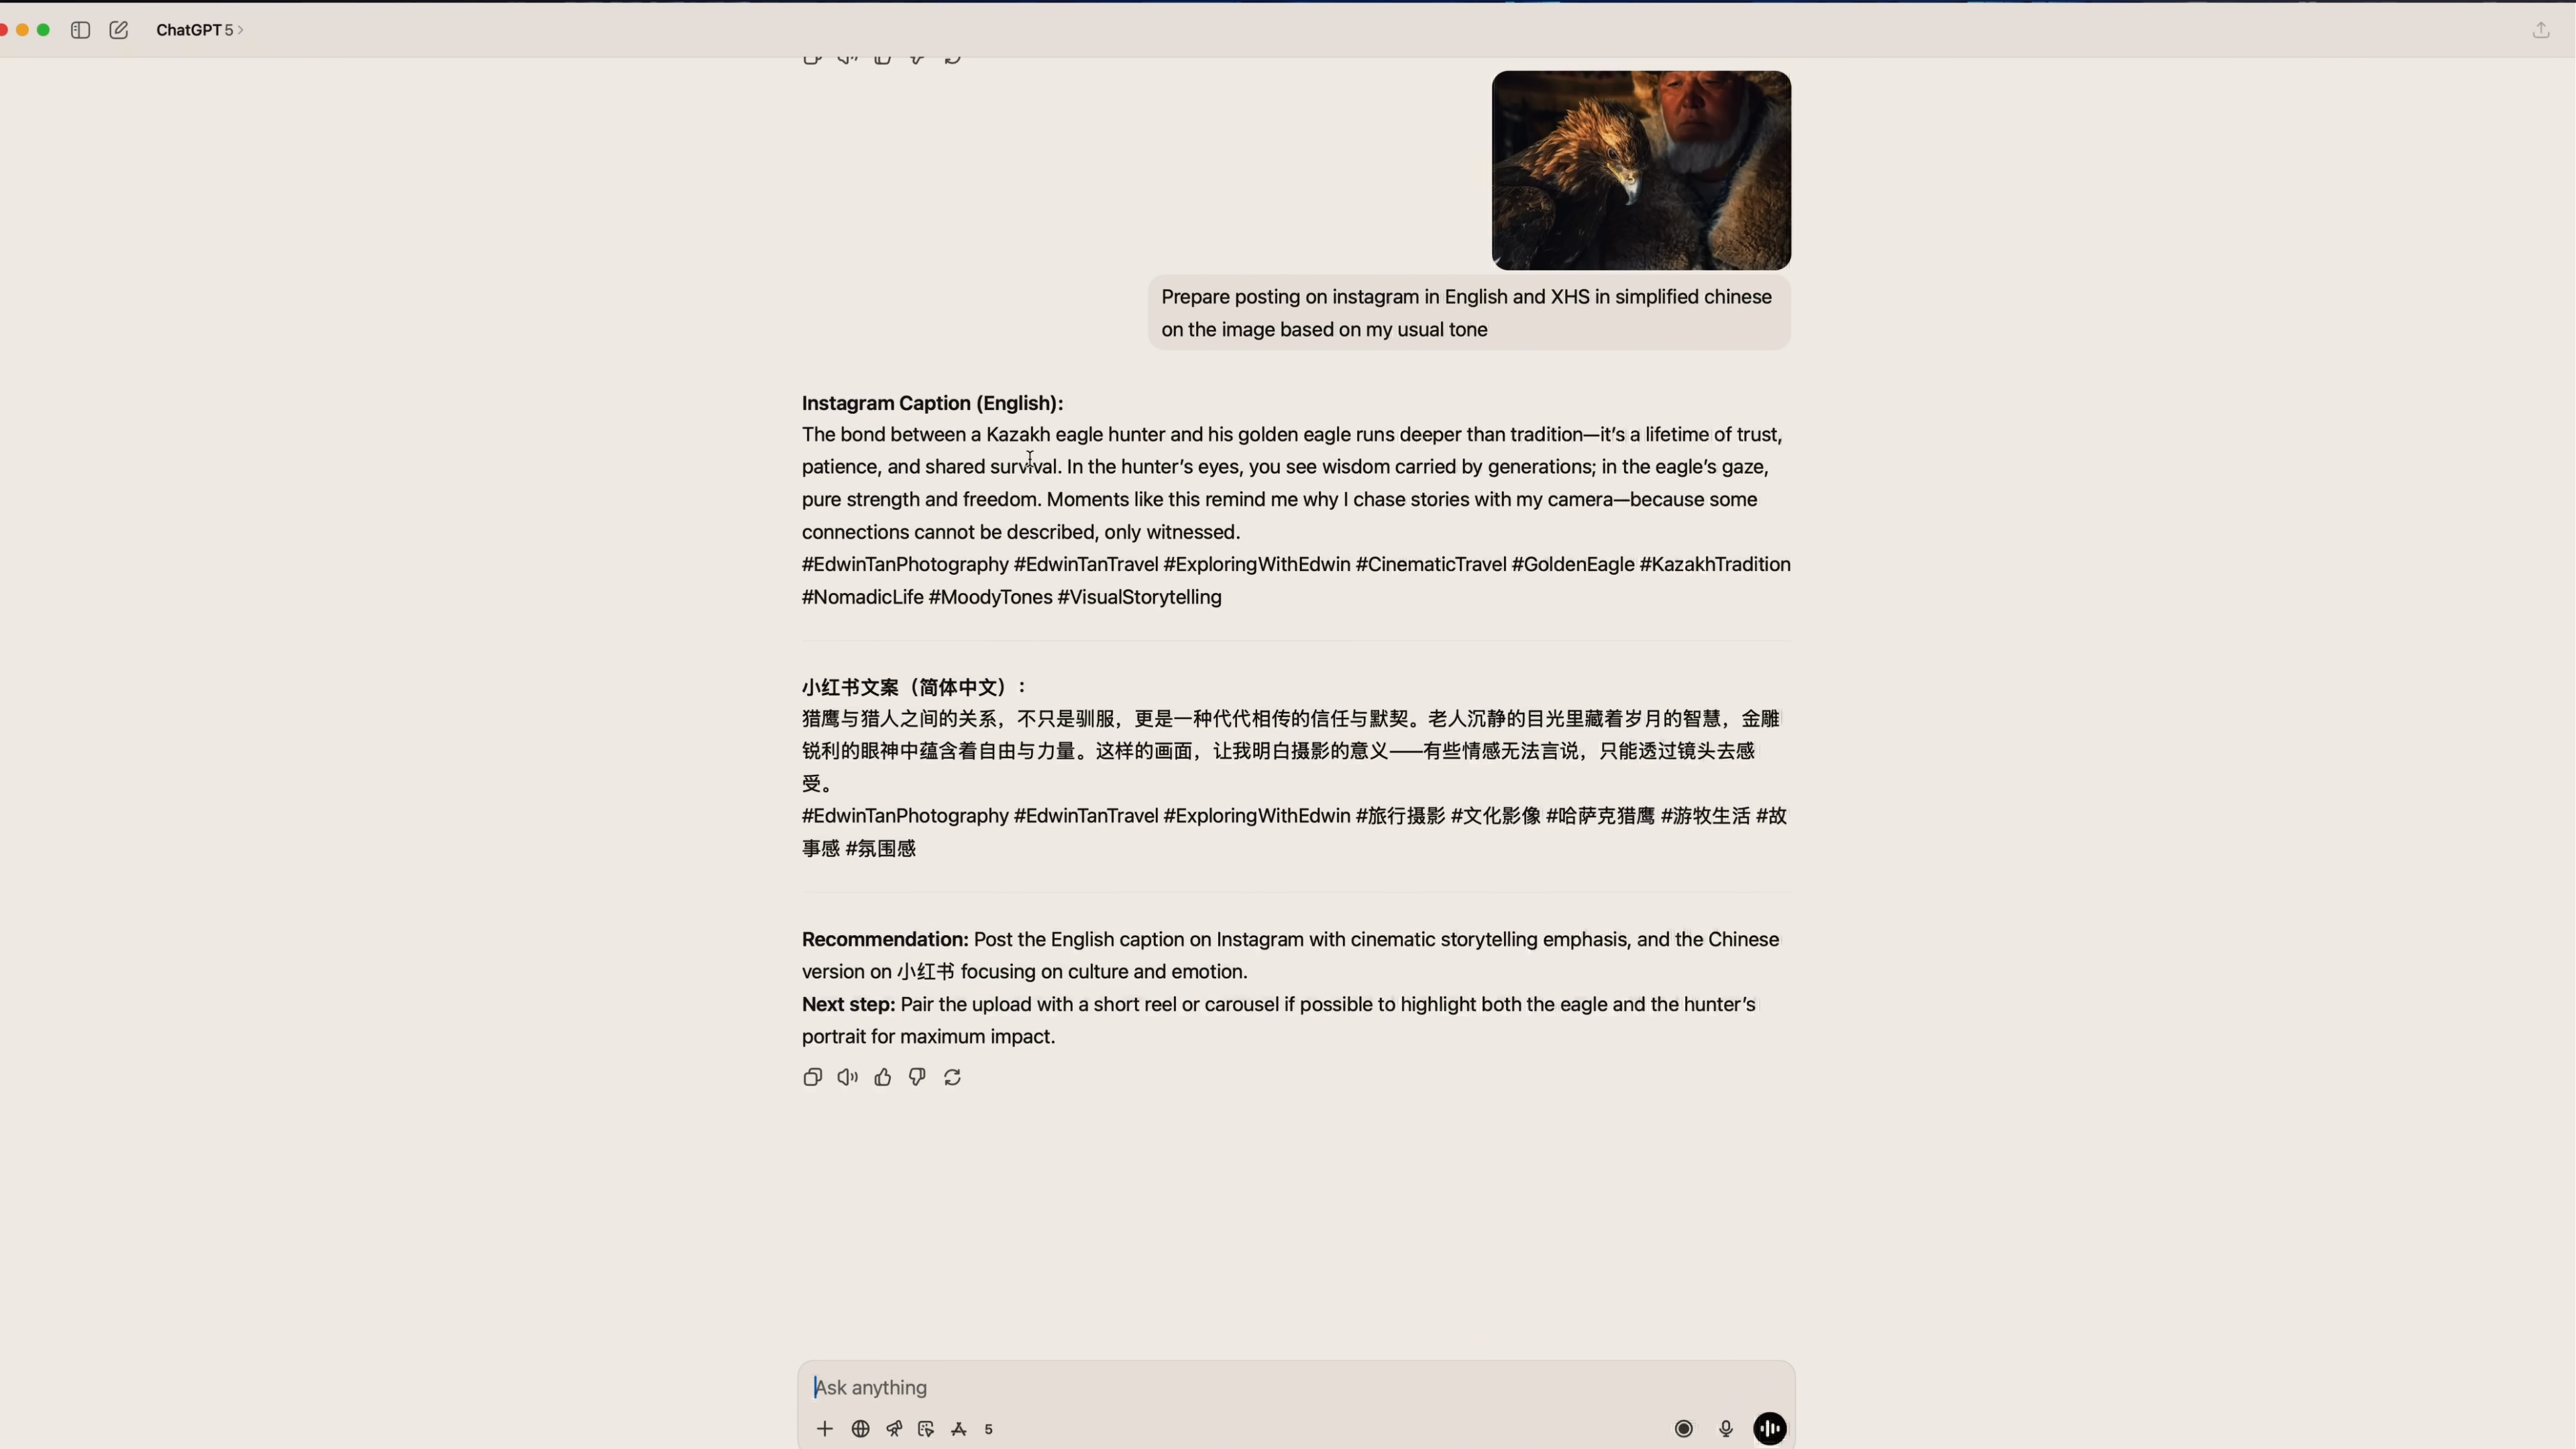 ChatGPT 5 >
Prepare posting on instagram in English and XHS in simplified chinese
on the image based on my usual tone
Instagram Caption (English):
The bond between a Kazakh eagle hunter and his golden eagle runs deeper than tradition—it's a lifetime of trust,
patience, and shared survival. In the hunter's eyes, you see wisdom carried by generations; in the eagle's gaze,
pure strength and freedom. Moments like this remind me why I chase stories with my camera—because some
connections cannot be described, only witnessed.
#EdwinTanPhotography #EdwinTanTravel #ExploringWithEdwin #CinematicTravel #GoldenEagle #KazakhTradition
#NomadicLife #MoodyTones #VisualStorytelling
小红书文案（简体中文）：
猎鹰与猎人之间的关系，不只是驯服，更是一种代代相传的信任与默契。老人沉静的目光里藏着岁月的智慧，金雕
锐利的眼神中蕴含着自由与力量。这样的画面，让我明白摄影的意义——有些情感无法言说，只能透过镜头去感
受。
#EdwinTanPhotography #EdwinTanTravel #ExploringWithEdwin #旅行摄影 #文化影像 #哈萨克猎鹰 #游牧生活 #故
事感 #氛围感
Recommendation: Post the English caption on Instagram with cinematic storytelling emphasis, and the Chinese
version on 小红书 focusing on culture and emotion.
Next step: Pair the upload with a short reel or carousel if possible to highlight both the eagle and the hunter's
portrait for maximum impact.
Ask anything
5